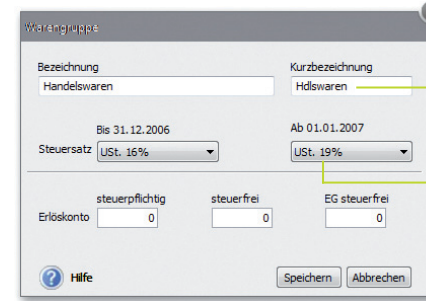 Warengruppe
Bezeichnung Kurzbezeichnung
Handelswaren Hdlswaren
Bis 31.12.2006 Ab 01.01.2007
Steuersatz USt. 16% USt. 19%
steuerpflichtig steuerfrei EG steuerfrei
Erlöskonto 0 0 0
Hilfe Speichern Abbrechen